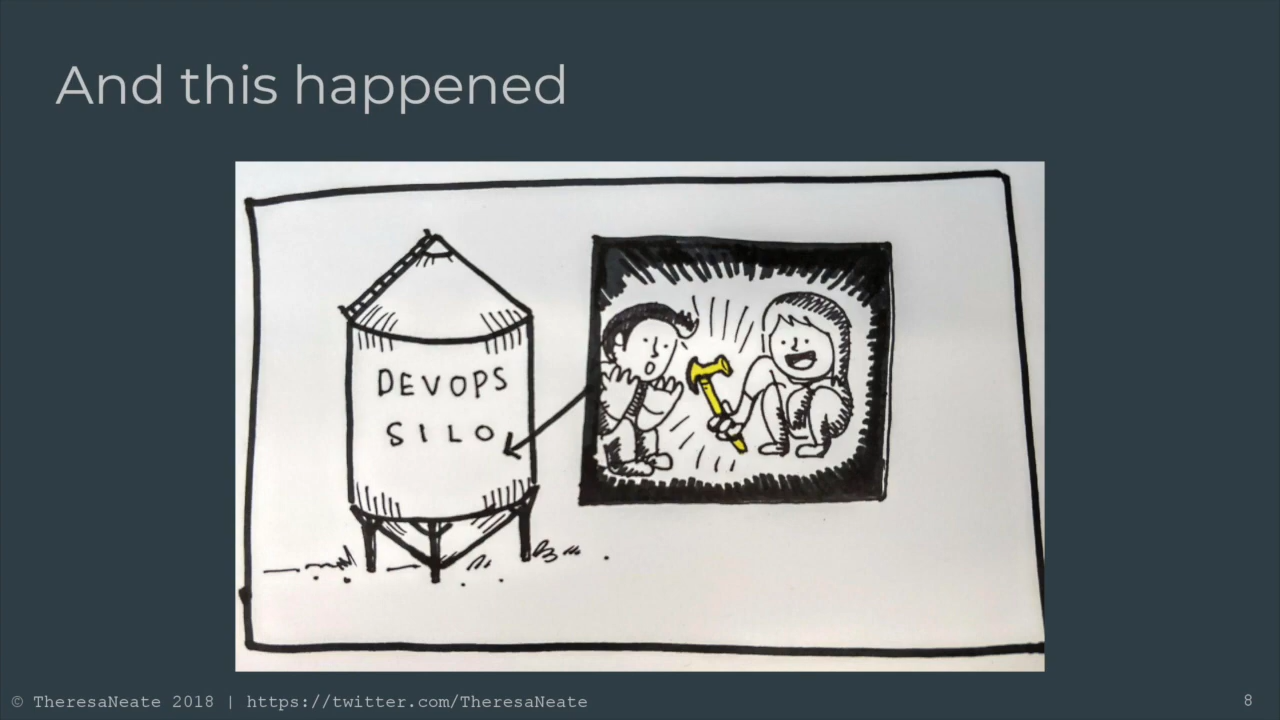 And this happened
DEVOPS
SILO
© TheresaNeate 2018 | https://twitter.com/TheresaNeate
8